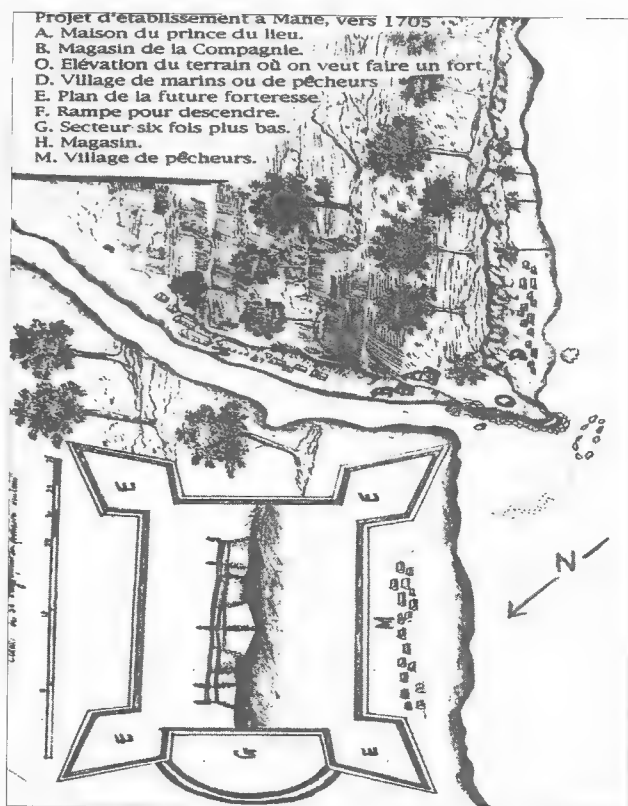 Projet d'établissement à Mahé, vers 1705
A. Maison du prince du lieu.
B. Magasin de la Compagnie.
O. Elévation du terrain où on veut faire un fort.
D. Village de marins ou de pêcheurs
E. Plan de la future forteresse
F. Rampe pour descendre.
G. Secteur six fois plus bas.
H. Magasin.
M. Village de pêcheurs.
D
O
E
E
N
M
E
G
E